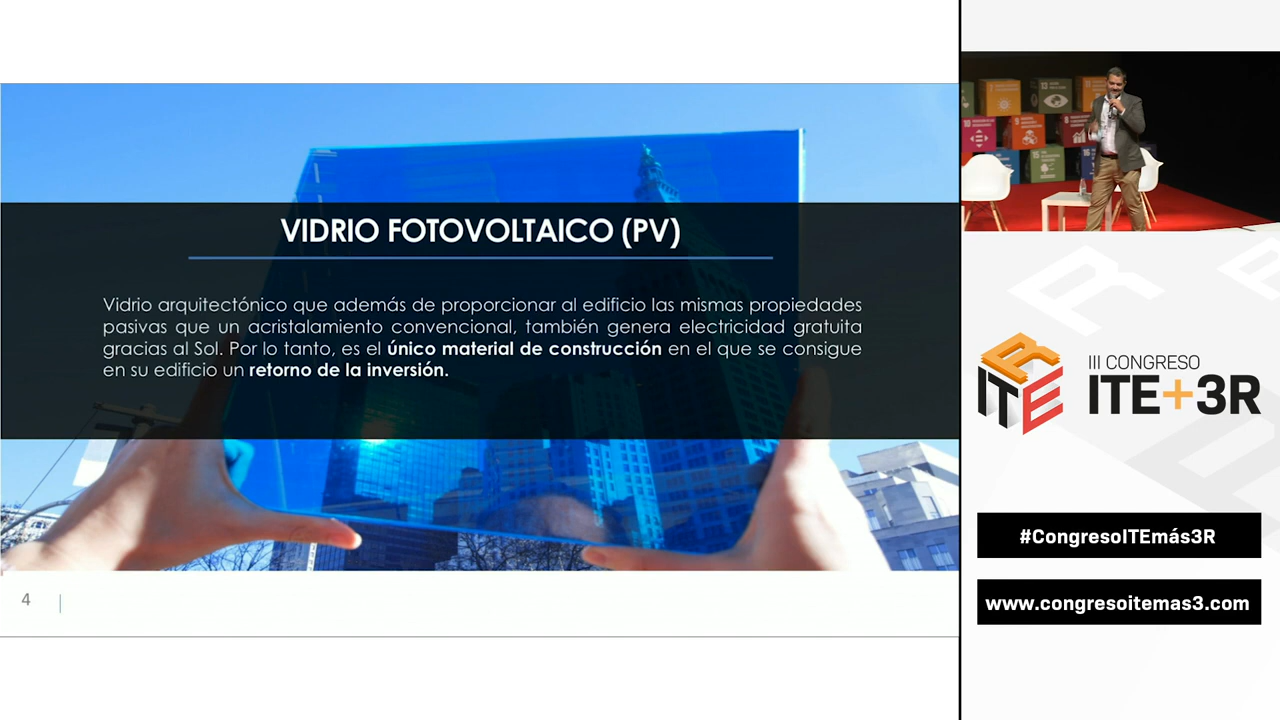 VIDRIO FOTOVOLTAICO (PV)
Vidrio arquitectónico que además de proporcionar al edificio las mismas propiedades
pasivas que un acristalamiento convencional, también genera electricidad gratuita
gracias al Sol. Por lo tanto, es el único material de construcción en el que se consigue
en su edificio un retorno de la inversión.
4
ITE
R
III CONGRESO
ITE+3R
#CongresoITEmás3R
www.congresoitemas3.com